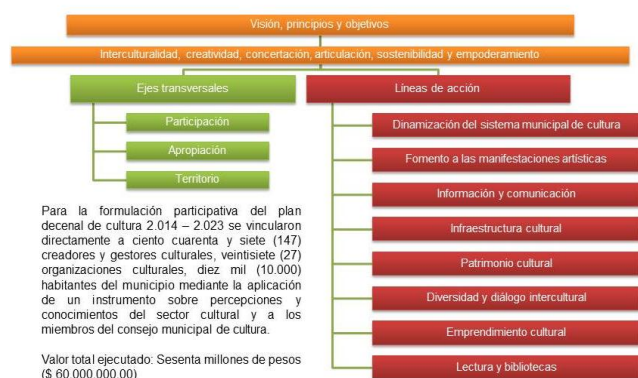 Visión, principios y objetivos
Interculturalidad, creatividad, concertación, articulación, sostenibilidad y empoderamiento
Ejes transversales
Participación
Apropiación
Territorio
Líneas de acción
Dinamización del sistema municipal de cultura
Fomento a las manifestaciones artísticas
Información y comunicación
Infraestructura cultural
Patrimonio cultural
Diversidad y diálogo intercultural
Emprendimiento cultural
Lectura y bibliotecas
Para la formulación participativa del plan
decenal de cultura 2.014 – 2.023 se vincularon
directamente a ciento cuarenta y siete (147)
creadores y gestores culturales, veintisiete (27)
organizaciones culturales, diez mil (10.000)
habitantes del municipio mediante la aplicación
de un instrumento sobre percepciones y
conocimientos del sector cultural y a los
miembros del consejo municipal de cultura.
Valor total ejecutado: Sesenta millones de pesos
($ 60.000.000.00)